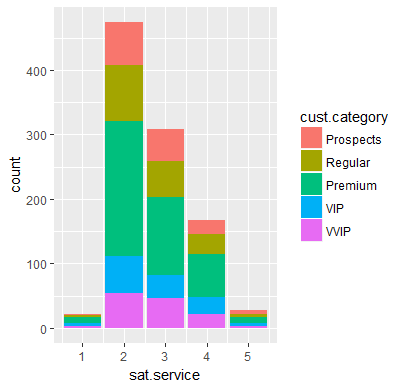 400
300
200
100
0
count
1 2 3 4 5
sat.service
cust.category
Prospects
Regular
Premium
VIP
VVIP